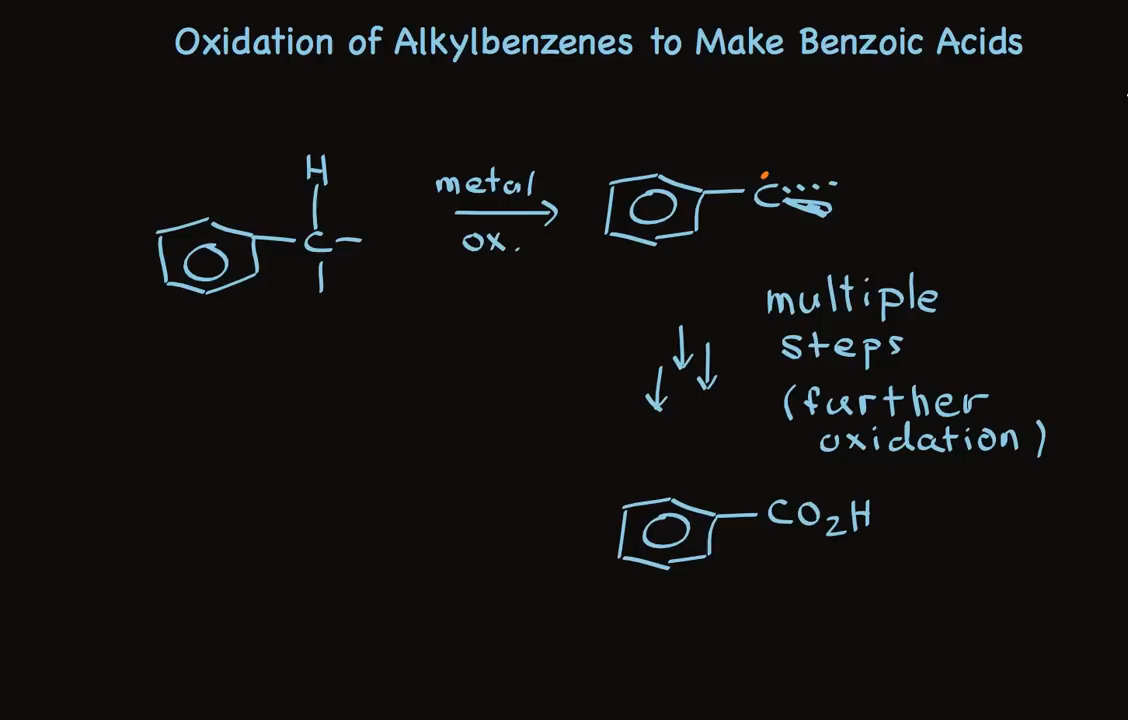 Oxidation of Alkylbenzenes to Make Benzoic Acids
H
C
metal
ox.
C
multiple
steps
(further
oxidation)
CO₂H